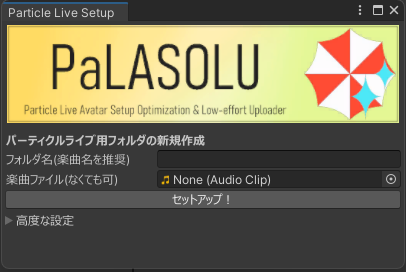 Particle Live Setup
PaLASOLU
Particle Live Avatar Setup Optimization & Low-effort Uploader
パーティクルライブ用フォルダの新規作成
フォルダ名(楽曲名を推奨)
楽曲ファイル(なくても可) None (Audio Clip)
セットアップ！
高度な設定